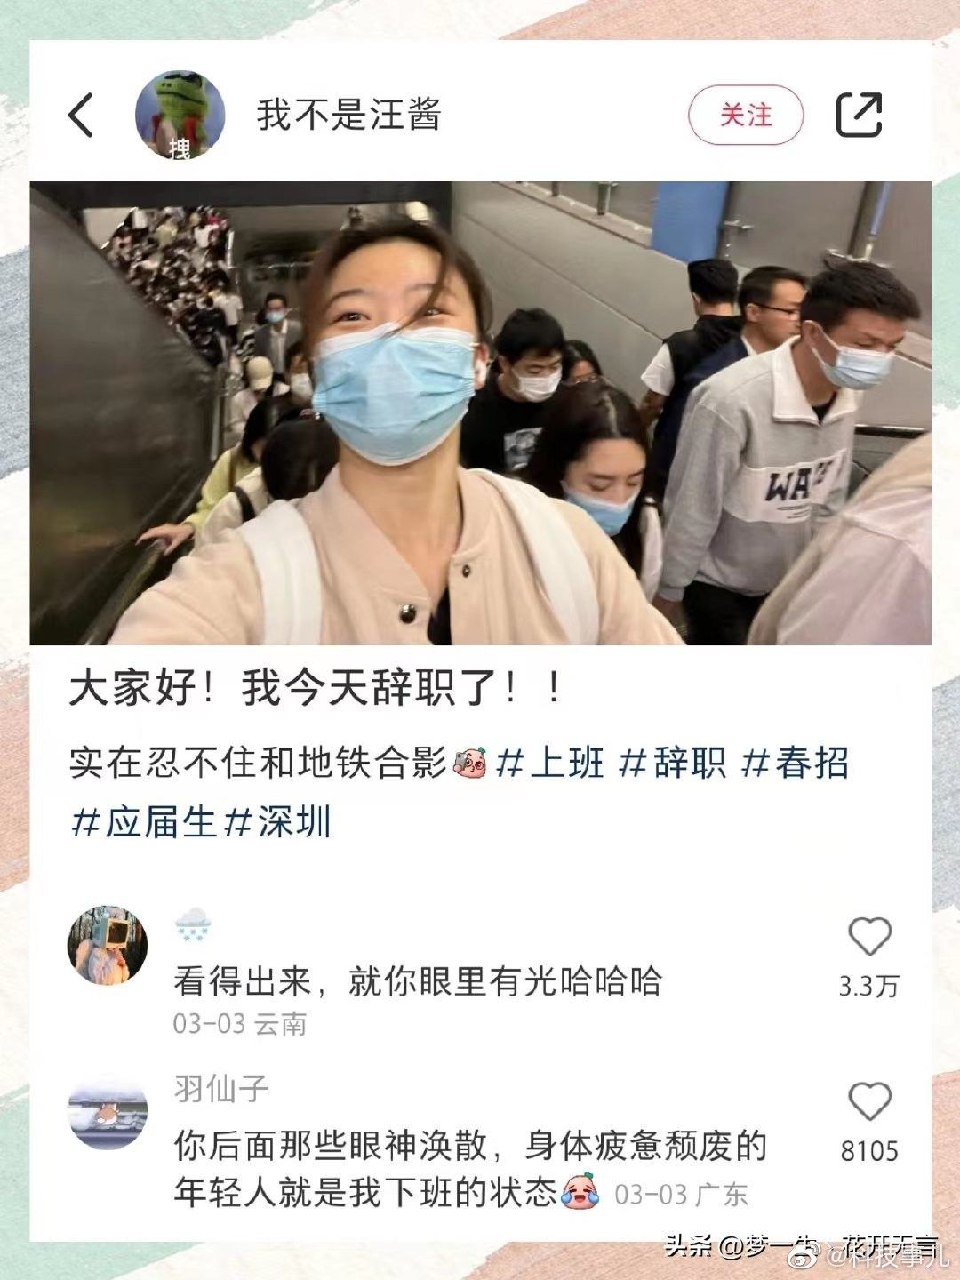 拽
我不是汪酱
关注
WA
大家好！我今天辞职了！！
实在忍不住和地铁合影 #上班 #辞职 #春招
#应届生#深圳
看得出来，就你眼里有光哈哈哈
3.3万
03-03 云南
羽仙子
你后面那些眼神涣散，身体疲惫颓废的
年轻人就是我下班的状态 03-03 广东
8105
头条 @梦一生 花开无言
@科技事儿